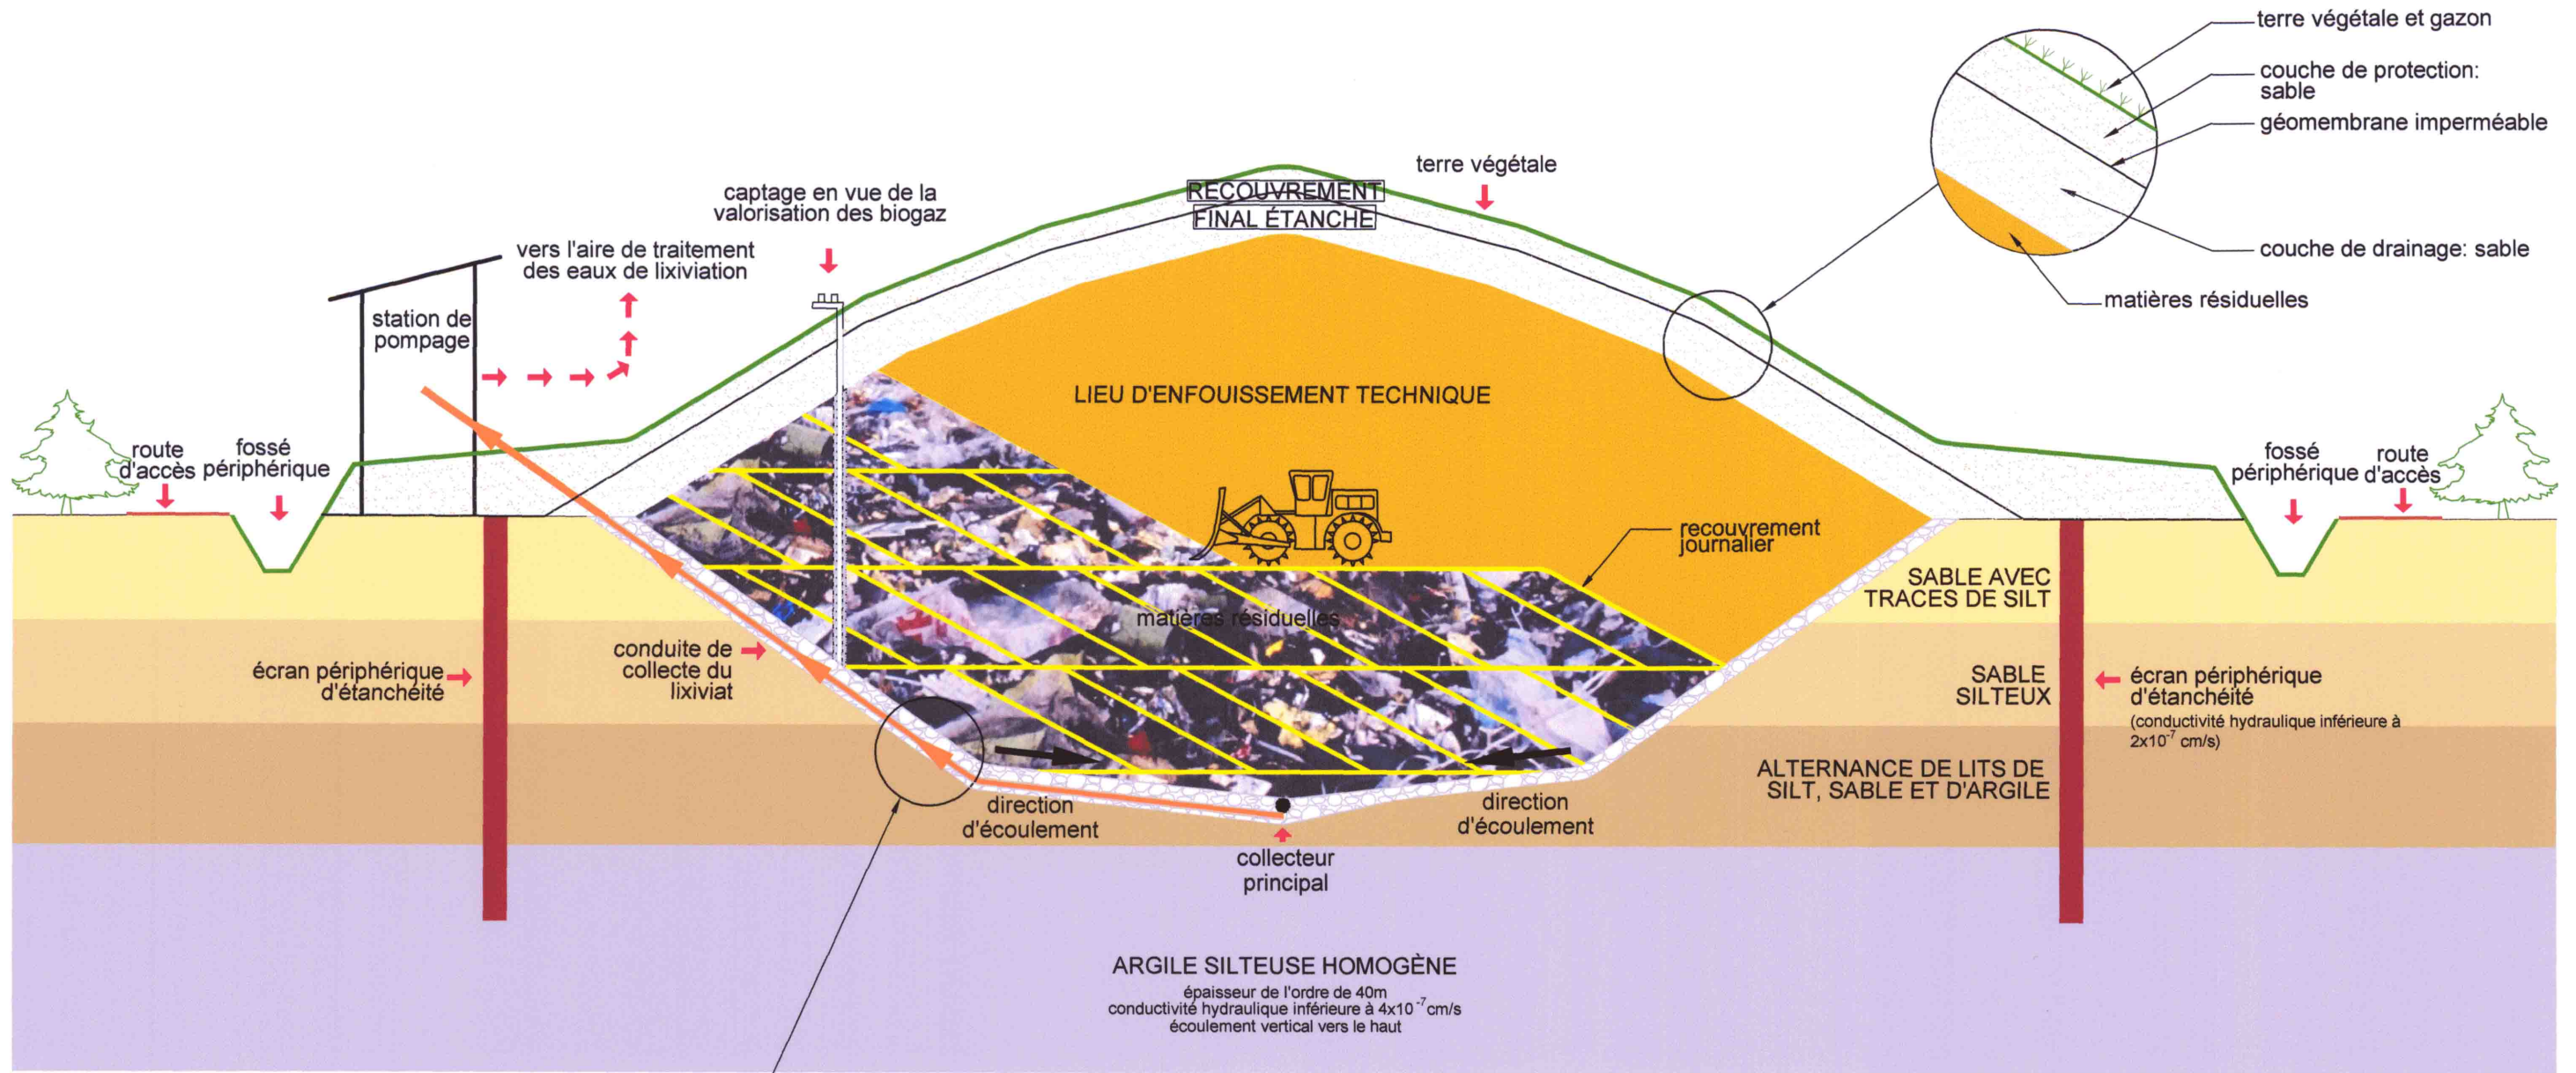 terre végétale et gazon
couche de protection:
sable
géomembrane imperméable
couche de drainage: sable
matières résiduelles
terre végétale
RECOUVREMENT
FINAL ÉTANCHE
captage en vue de la
valorisation des biogaz
vers l'aire de traitement
des eaux de lixiviation
station de
pompage
LIEU D'ENFOUISSEMENT TECHNIQUE
route
d'accès
fossé
périphérique
fossé
périphérique
route
d'accès
recouvrement
journalier
matières résiduelles
SABLE AVEC
TRACES DE SILT
conduite de
collecte du
lixiviat
écran périphérique
d'étanchéité
SABLE
SILTEUX
écran périphérique
d'étanchéité
(conductivité hydraulique inférieure à
2x10⁻⁷ cm/s)
ALTERNANCE DE LITS DE
SILT, SABLE ET D'ARGILE
direction
d'écoulement
direction
d'écoulement
collecteur
principal
ARGILE SILTEUSE HOMOGÈNE
épaisseur de l'ordre de 40m
conductivité hydraulique inférieure à 4x10⁻⁷ cm/s
écoulement vertical vers le haut